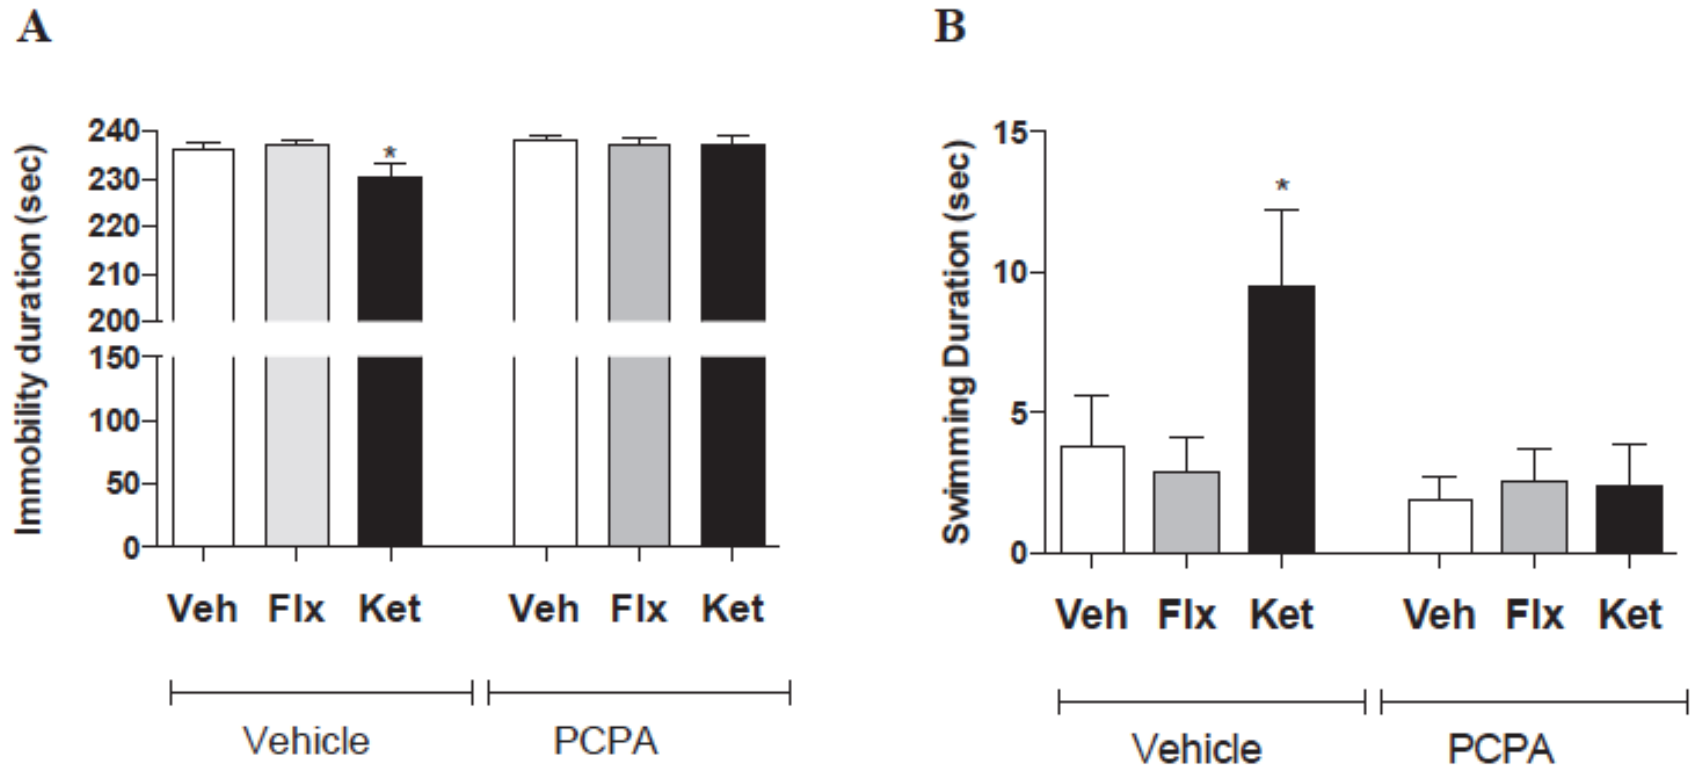 A
Immobility duration (sec)
240
230
220
210
200
150
100
50
0
*
Veh Flx Ket Veh Flx Ket
Vehicle PCPA
B
Swimming Duration (sec)
15
10
5
0
*
Veh Flx Ket Veh Flx Ket
Vehicle PCPA